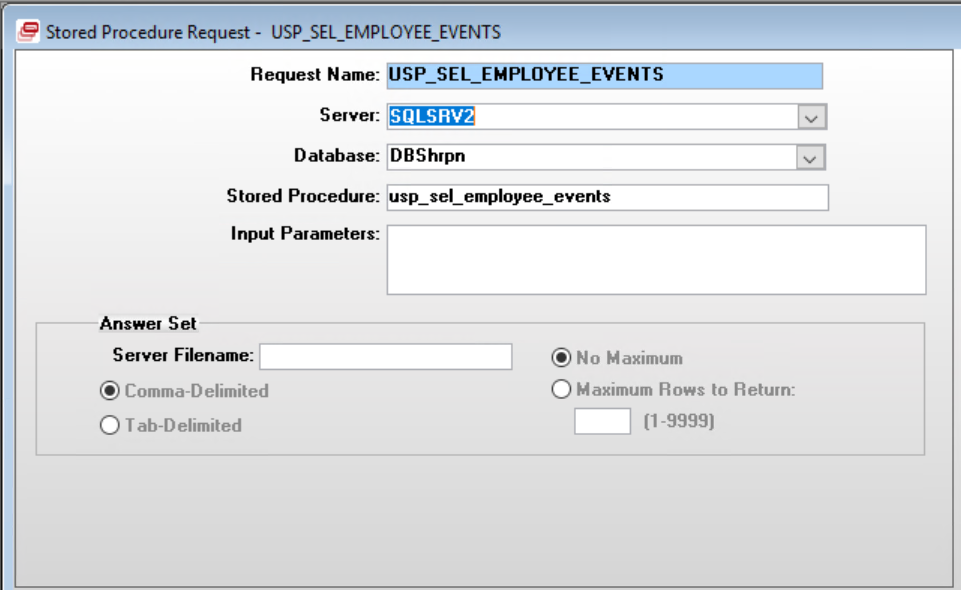 Stored Procedure Request - USP_SEL_EMPLOYEE_EVENTS
Request Name: USP_SEL_EMPLOYEE_EVENTS
Server: SQLSRV2
Database: DBShrpn
Stored Procedure: usp_sel_employee_events
Input Parameters:
Answer Set
Server Filename:
No Maximum
Comma-Delimited
Maximum Rows to Return:
Tab-Delimited
(1-9999)